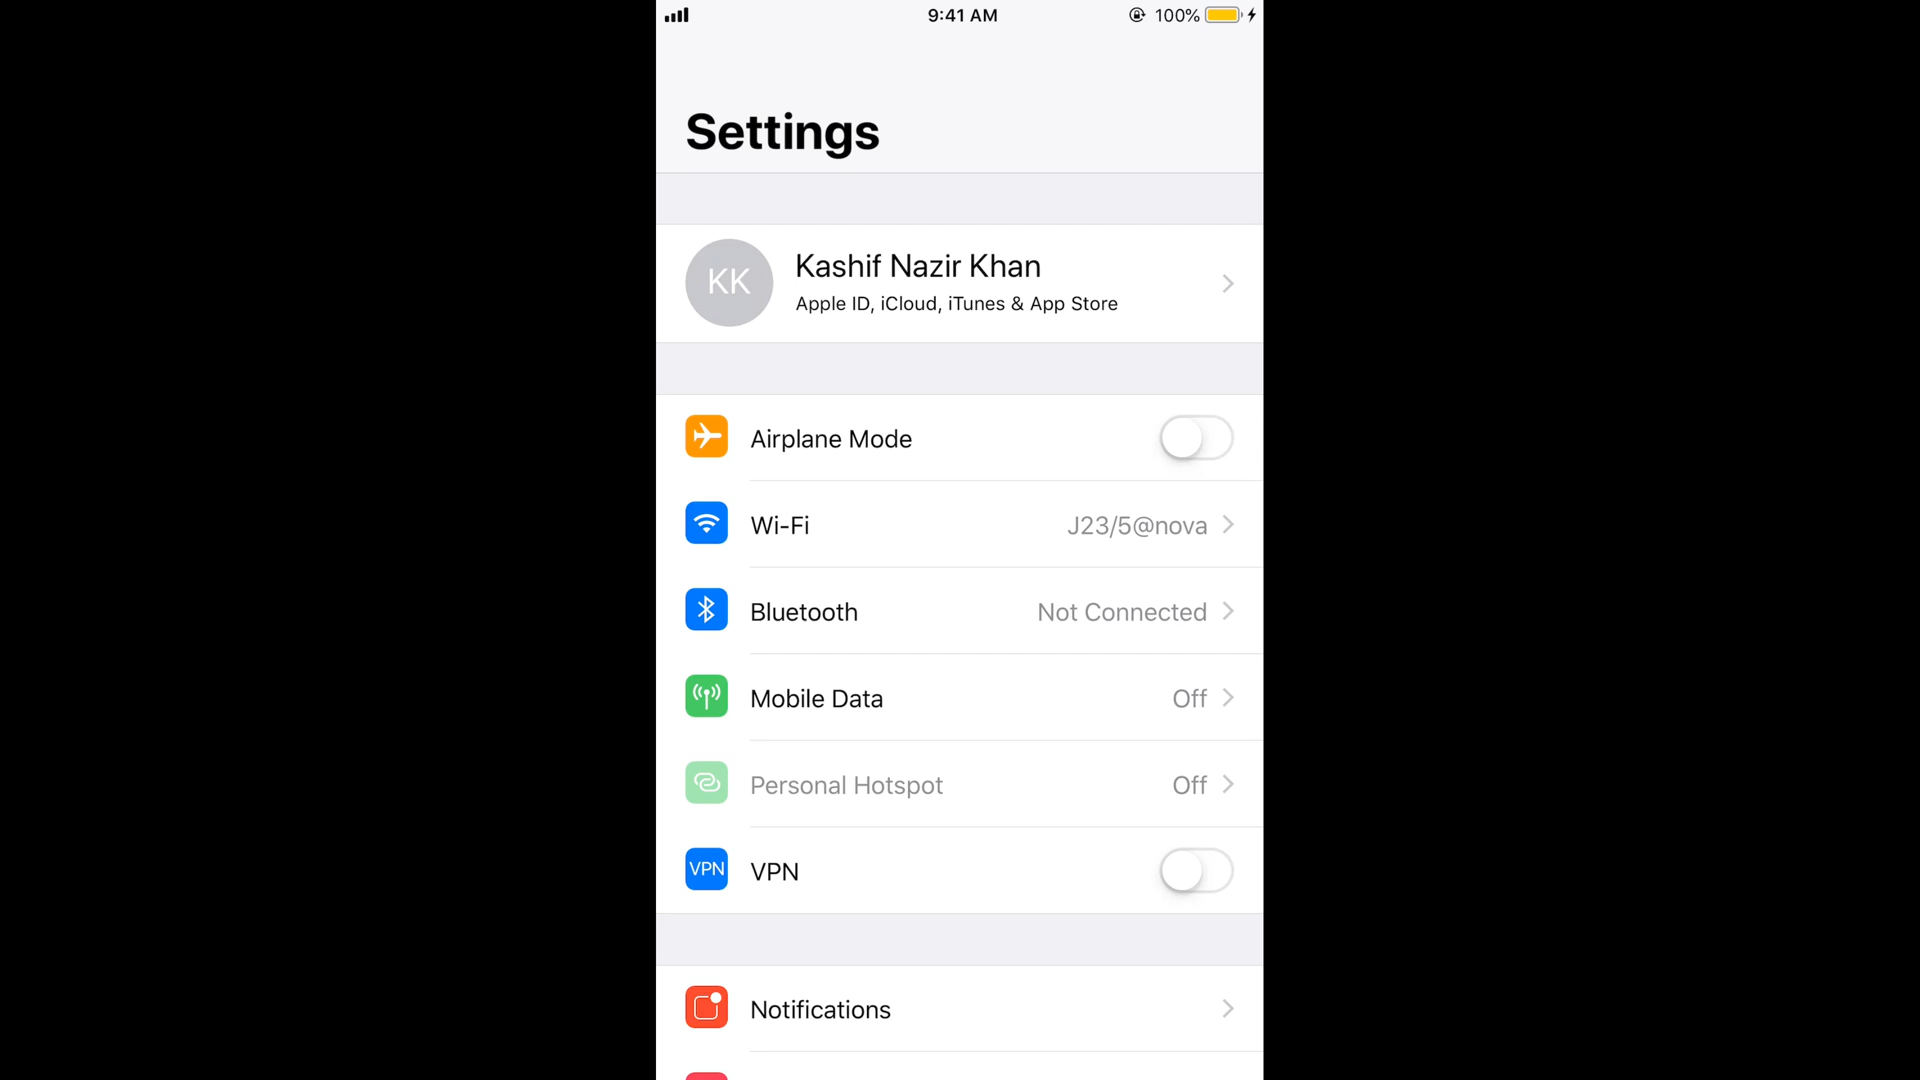 9:41 AM 100%
Settings
KK
Kashif Nazir Khan
Apple ID, iCloud, iTunes & App Store
Airplane Mode
Wi-Fi J23/5@nova
Bluetooth Not Connected
Mobile Data Off
Personal Hotspot Off
VPN VPN
Notifications